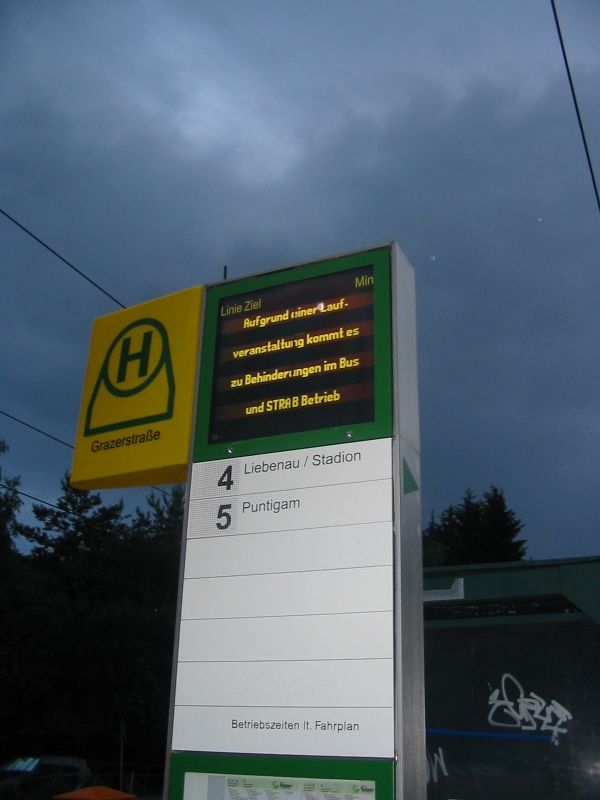 Linie Ziel Min
Aufgrund einer Lauf-
veranstaltung kommt es
zu Behinderungen im Bus
und STRAB Betrieb
H
Grazerstraße
4 Liebenau / Stadion
5 Puntigam
Betriebszeiten lt. Fahrplan